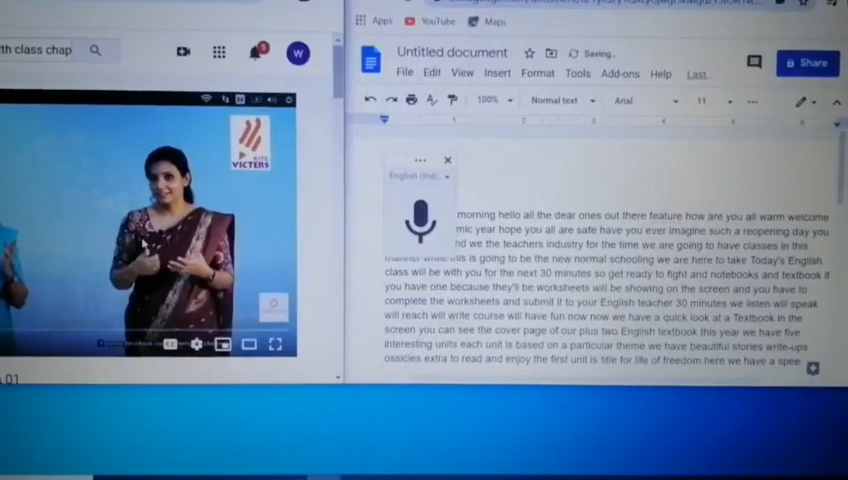 Apps YouTube Maps
th class chap
W
Untitled document Saving..
Share
File Edit View Insert Format Tools Add-ons Help Last..
100% Normal text Arial 11
1 2 3 4 5 6
KITE
VICTERS
English (Ind...
morning hello all the dear ones out there feature how are you all warm welcome
mic year hope you all are safe have you ever imagine such a reopening day you
nd we the teachers industry for the time we are going to have classes in this
manner while this is going to be the new normal schooling we are here to take Today's English
class will be with you for the next 30 minutes so get ready to fight and notebooks and textbook if
you have one because they'll be worksheets will be showing on the screen and you have to
complete the worksheets and submit it to your English teacher 30 minutes we listen will speak
will reach will write course will have fun now now we have a quick look at a Textbook in the
screen you can see the cover page of our plus two English textbook this year we have five
interesting units each unit is based on a particular theme we have beautiful stories write-ups
ossicles extra to read and enjoy the first unit is title for life of freedom here we have a spee
01